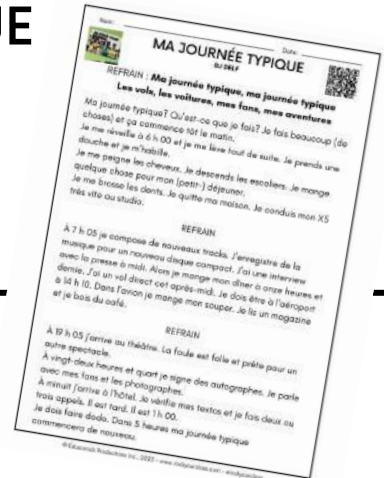 UE
Nom:
Date:
MA JOURNÉE TYPIQUE
DJ DELF
REFRAIN : Ma journée typique, ma journée typique
Les vols, les voitures, mes fans, mes aventures
Ma journée typique? Qu'est-ce que je fais? Je fais beaucoup (de
choses) et ça commence tôt le matin.
Je me réveille à 6 h 00 et je me lève tout de suite. Je prends une
douche et je m'habille.
Je me peigne les cheveux. Je descends les escaliers. Je mange
quelque chose pour mon (petit-) déjeuner.
Je me brosse les dents. Je quitte ma maison. Je conduis mon X5
très vite au studio.
REFRAIN
À 7 h 05 je compose de nouveaux tracks. J'enregistre de la
musique pour un nouveau disque compact. J'ai une interview
avec la presse à midi. Alors je mange mon dîner à onze heures et
demie. J'ai un vol direct cet après-midi. Je dois être à l'aéroport
à 14 h 10. Dans l'avion je mange mon souper. Je lis un magazine
et je bois du café.
REFRAIN
À 19 h 05 j'arrive au théâtre. La foule est folle et prête pour un
autre spectacle.
À vingt-deux heures et quart je signe des autographes. Je parle
avec mes fans et les photographes.
À minuit j'arrive à l'hôtel. Je vérifie mes textos et je fais deux ou
trois appels. Il est tard. Il est 1 h 00.
Je dois faire dodo. Dans 5 heures ma journée typique
commencera de nouveau.